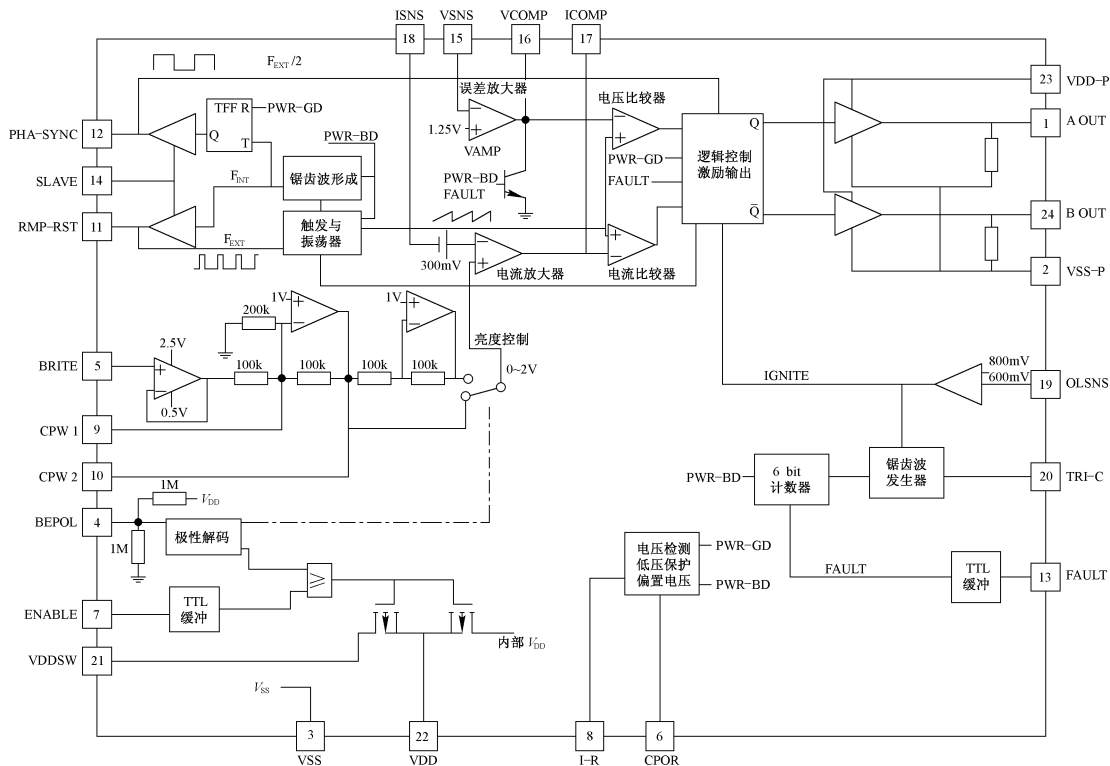 ISNS VSNS VCOMP ICOMP
18 15 16 17
F_EXT/2
误差放大器
电压比较器
23 VDD-P
TFF R PWR-GD
PHA-SYNC 12
Q
T
1.25V
VAMP
PWR-BD
Q
1 A OUT
逻辑控制
激励输出
PWR-GD
SLAVE 14
F_INT
锯齿波形成
PWR-BD
FAULT
FAULT
Q̄
24 B OUT
RMP-RST 11
触发与
振荡器
F_EXT
300mV
电流放大器
电流比较器
2 VSS-P
1V
1V
200k
亮度控制
BRITE 5
2.5V
0.5V
100k 100k 100k 100k
0~2V
IGNITE
800mV
600mV
19 OLSNS
CPW 1 9
CPW 2 10
PWR-BD
6 bit
计数器
锯齿波
发生器
20 TRI-C
1M
V_DD
BEPOL 4
1M
极性解码
电压检测
低压保护
偏置电压
PWR-GD
PWR-BD
FAULT
TTL
缓冲
13 FAULT
≥
ENABLE 7
TTL
缓冲
内部 V_DD
VDDSW 21
V_SS
3 22 8 6
VSS VDD I-R CPOR